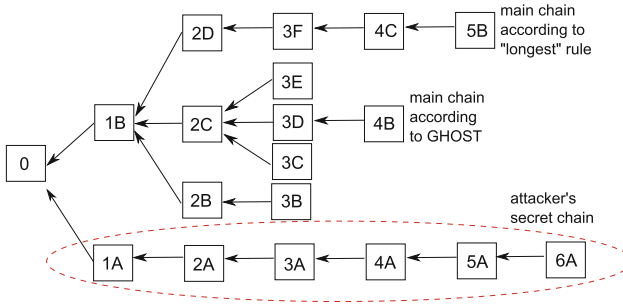 main chain
according to
"longest" rule
2D
3F
4C
5B
3E
main chain
according
to GHOST
1B
2C
3D
4B
0
3C
2B
3B
attacker's
secret chain
1A
2A
3A
4A
5A
6A